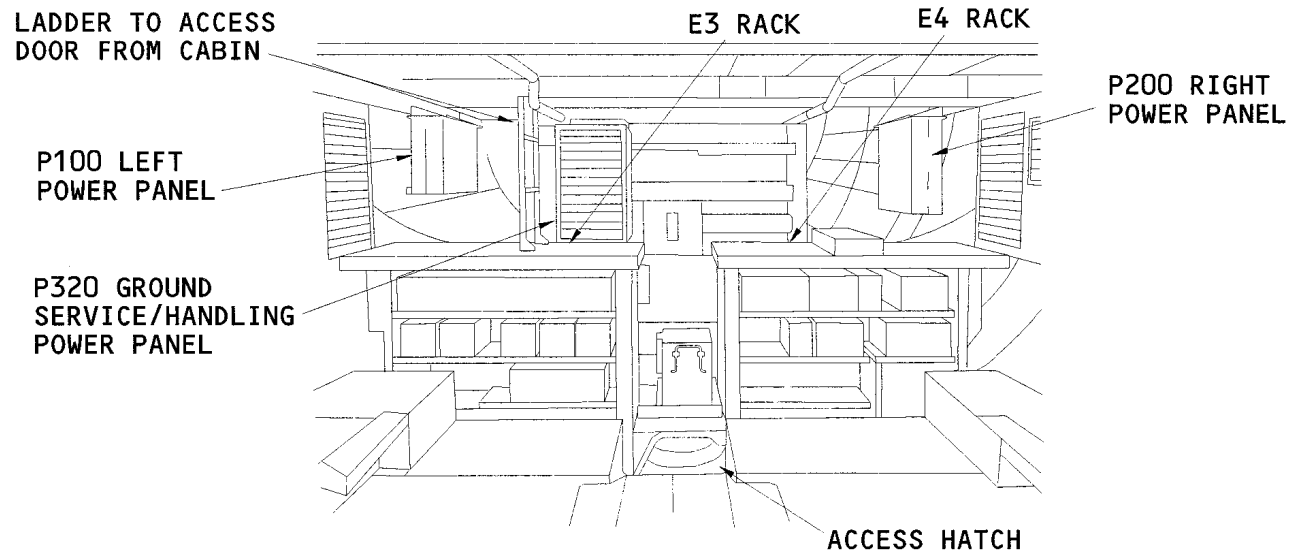 LADDER TO ACCESS
DOOR FROM CABIN
E3 RACK
E4 RACK
P200 RIGHT
POWER PANEL
P100 LEFT
POWER PANEL
P320 GROUND
SERVICE/HANDLING
POWER PANEL
ACCESS HATCH